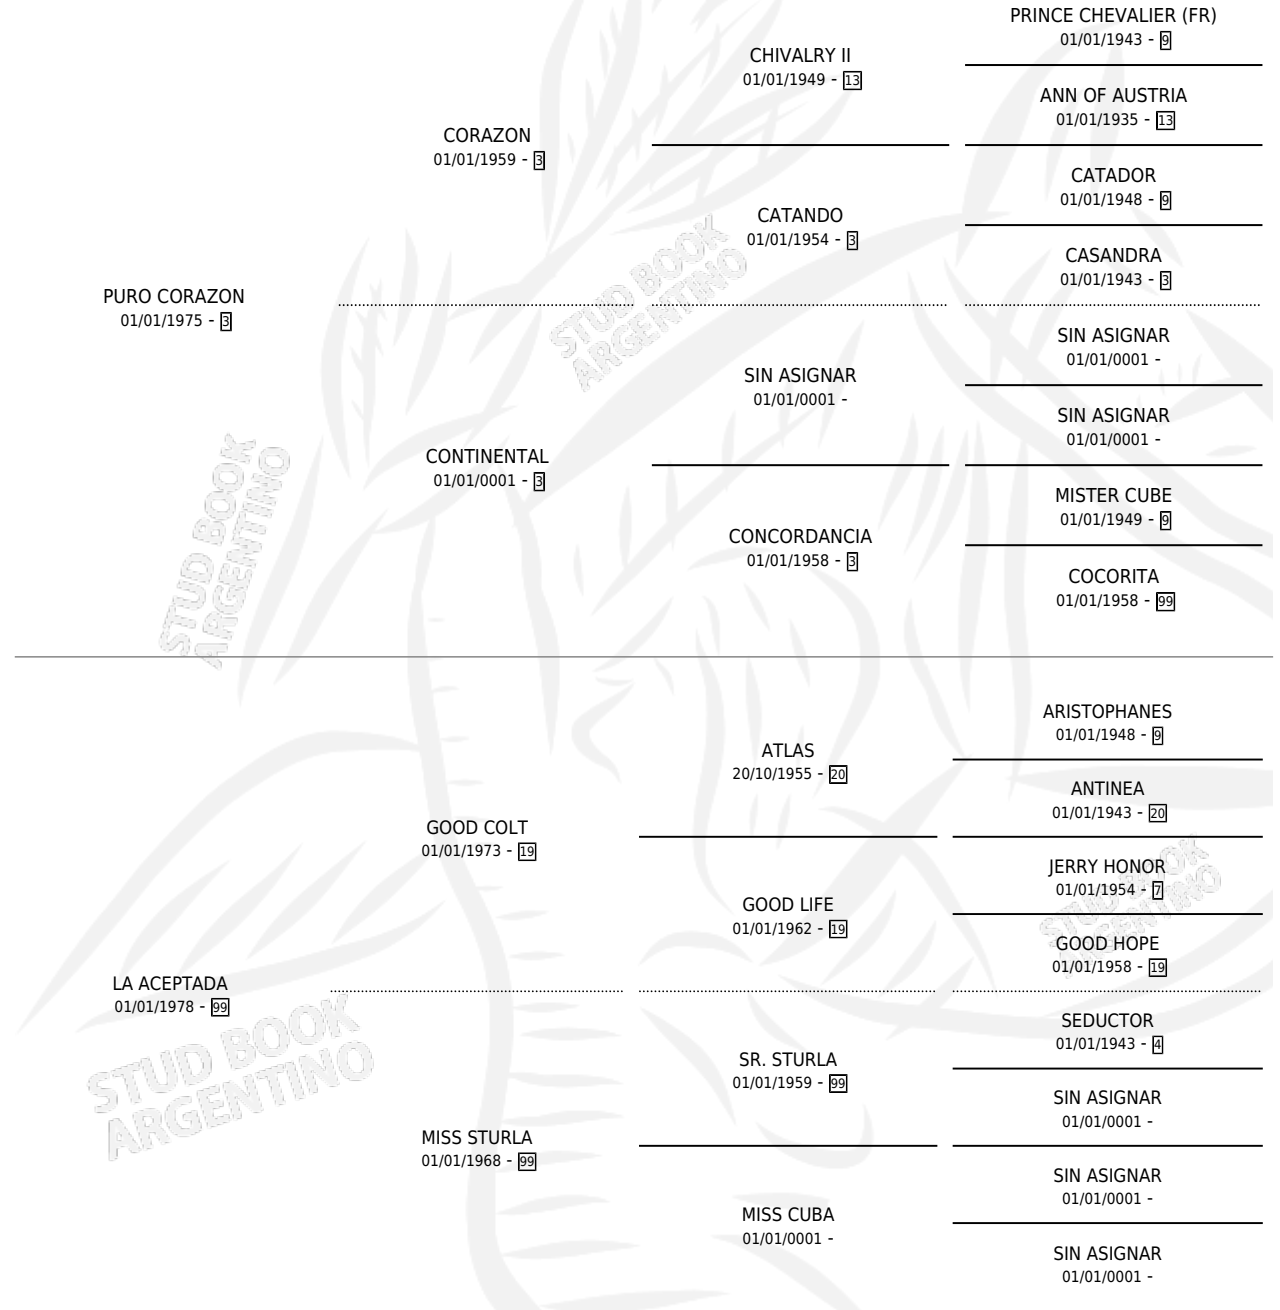 PRINCE CHEVALIER (FR)
01/01/1943 - 9
CHIVALRY II
01/01/1949 - 13
ANN OF AUSTRIA
01/01/1935 - 13
CORAZON
01/01/1959 - 3
CATADOR
01/01/1948 - 9
CATANDO
01/01/1954 - 3
CASANDRA
01/01/1943 - 3
PURO CORAZON
01/01/1975 - 3
STUD BOOK
ARGENTINO
SIN ASIGNAR
01/01/0001 -
SIN ASIGNAR
01/01/0001 -
SIN ASIGNAR
01/01/0001 -
CONTINENTAL
01/01/0001 - 3
MISTER CUBE
01/01/1949 - 9
CONCORDANCIA
01/01/1958 - 3
COCORITA
01/01/1958 - 99
STUD BOOK
ARGENTINO
ARISTOPHANES
01/01/1948 - 9
ATLAS
20/10/1955 - 20
ANTINEA
01/01/1943 - 20
GOOD COLT
01/01/1973 - 19
JERRY HONOR
01/01/1954 - 7
GOOD LIFE
01/01/1962 - 19
STUD BOOK
ARGENTINO
GOOD HOPE
01/01/1958 - 19
LA ACEPTADA
01/01/1978 - 99
SEDUCTOR
01/01/1943 - 4
SR. STURLA
01/01/1959 - 99
STUD BOOK
ARGENTINO
SIN ASIGNAR
01/01/0001 -
MISS STURLA
01/01/1968 - 99
SIN ASIGNAR
01/01/0001 -
MISS CUBA
01/01/0001 -
SIN ASIGNAR
01/01/0001 -